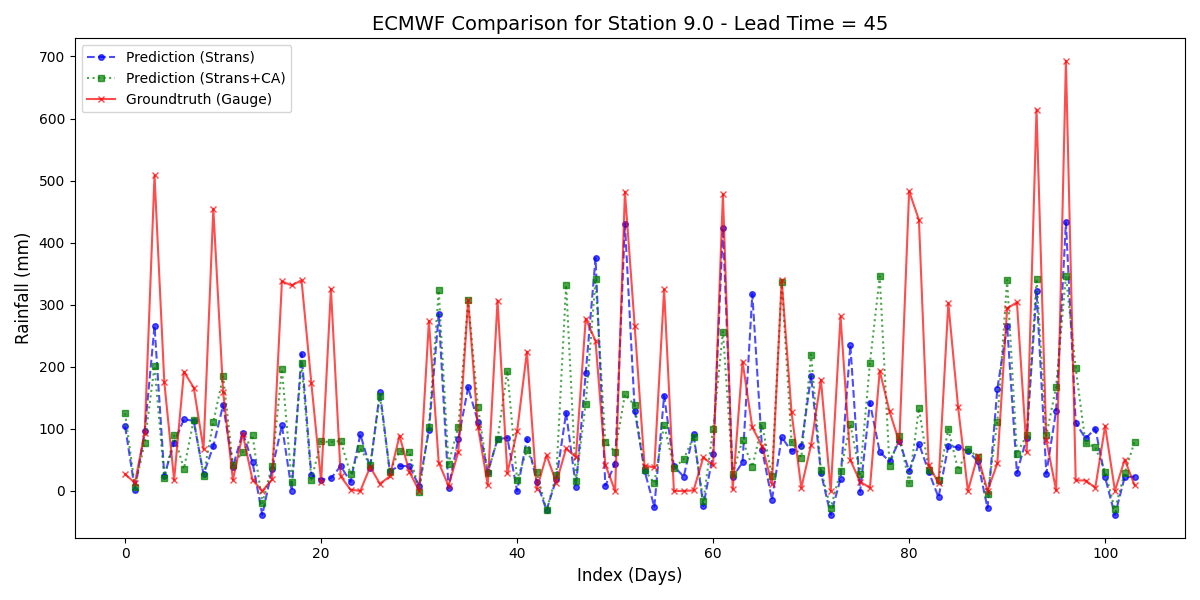 ECMWF Comparison for Station 9.0 - Lead Time = 45
Prediction (Strans)
Prediction (Strans+CA)
Groundtruth (Gauge)
Rainfall (mm)
700
600
500
400
300
200
100
0
0 20 40 60 80 100
Index (Days)